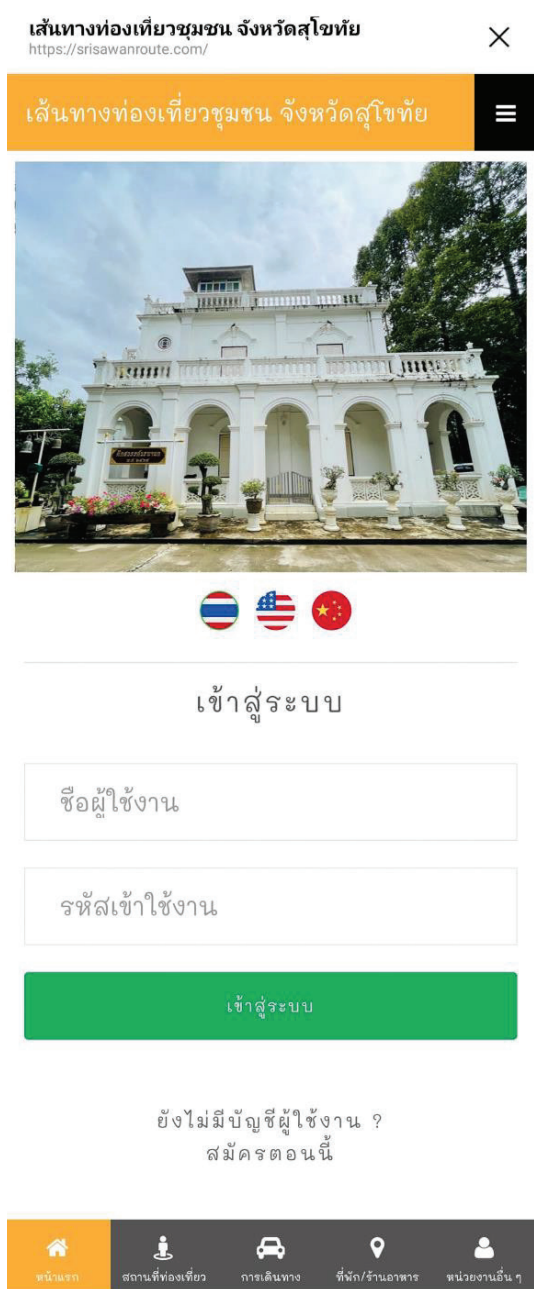 เส้นทางท่องเที่ยวชุมชน จังหวัดสุโขทัย
https://srisawanroute.com/
เส้นทางท่องเที่ยวชุมชน จังหวัดสุโขทัย
เข้าสู่ระบบ
ชื่อผู้ใช้งาน
รหัสเข้าใช้งาน
เข้าสู่ระบบ
ยังไม่มีบัญชีผู้ใช้งาน ?
สมัครตอนนี้
หน้าแรก สถานที่ท่องเที่ยว การเดินทาง ที่พัก/ร้านอาหาร หน่วยงานอื่น ๆ